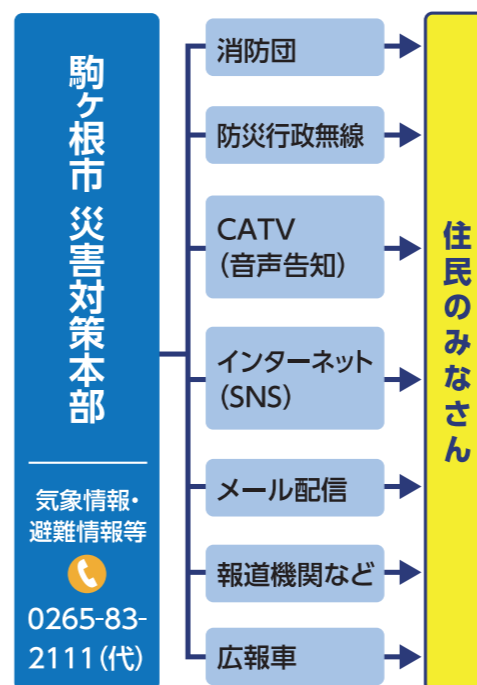 駒ヶ根市 災害対策本部
気象情報・
避難情報等
0265-83-
2111(代)
消防団
防災行政無線
CATV
(音声告知)
インターネット
(SNS)
メール配信
報道機関など
広報車
住民のみなさん